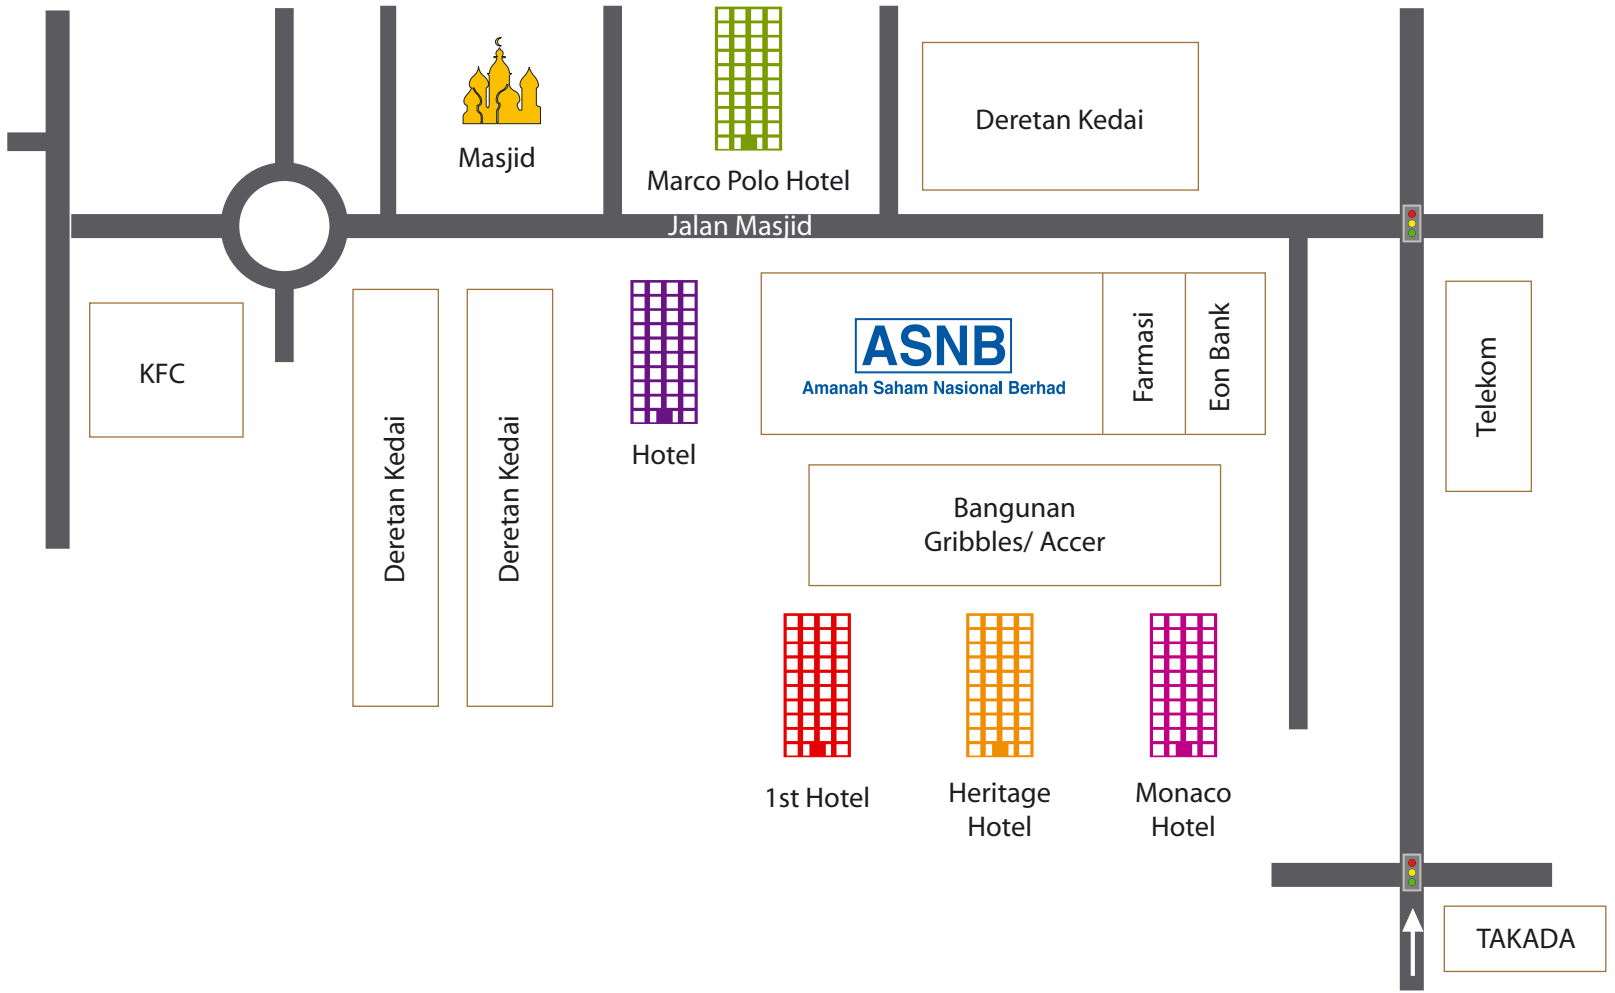 Masjid
Marco Polo Hotel
Deretan Kedai
Jalan Masjid
KFC
Deretan Kedai
Deretan Kedai
Hotel
ASNB
Amanah Saham Nasional Berhad
Farmasi
Eon Bank
Telekom
Bangunan
Gribbles/ Accer
1st Hotel
Heritage
Hotel
Monaco
Hotel
TAKADA